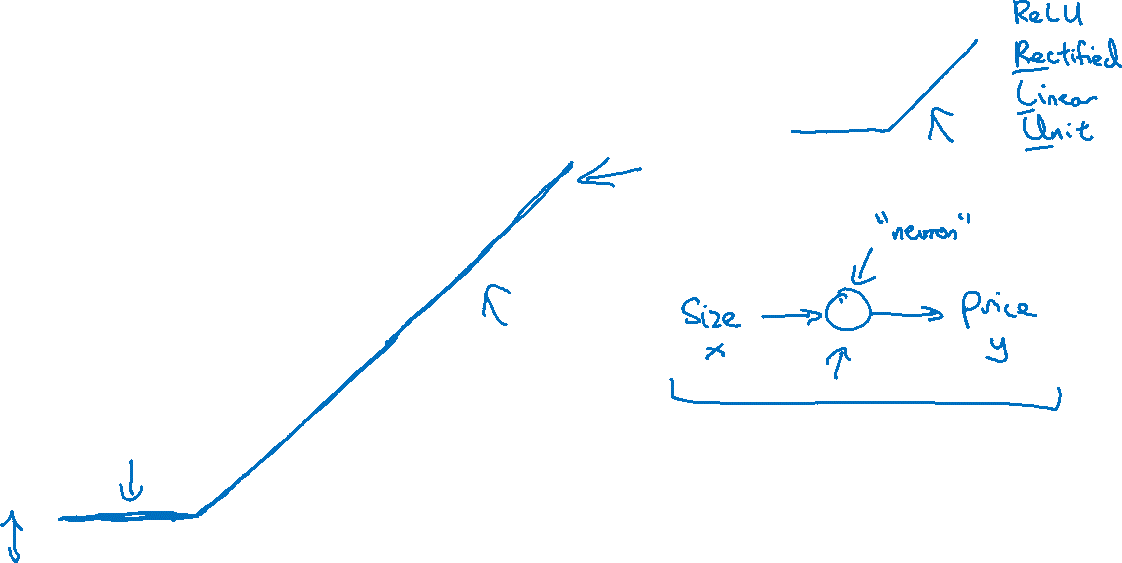 ReLU
Rectified
Linear
Unit
"neuron"
Size
price
x
y